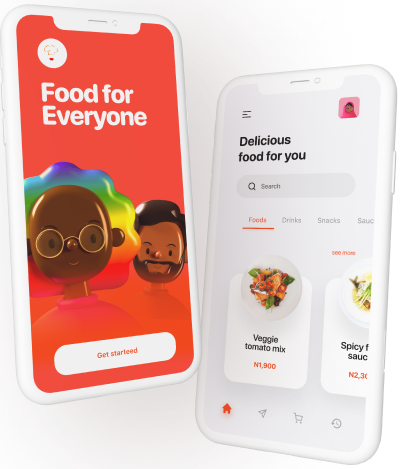 Food for
Everyone
Get starteed
Delicious
food for you
Search
Foods Drinks Snacks Sauc
see more
Veggie
tomato mix
N1,900
Spicy f
sauc
N2,3